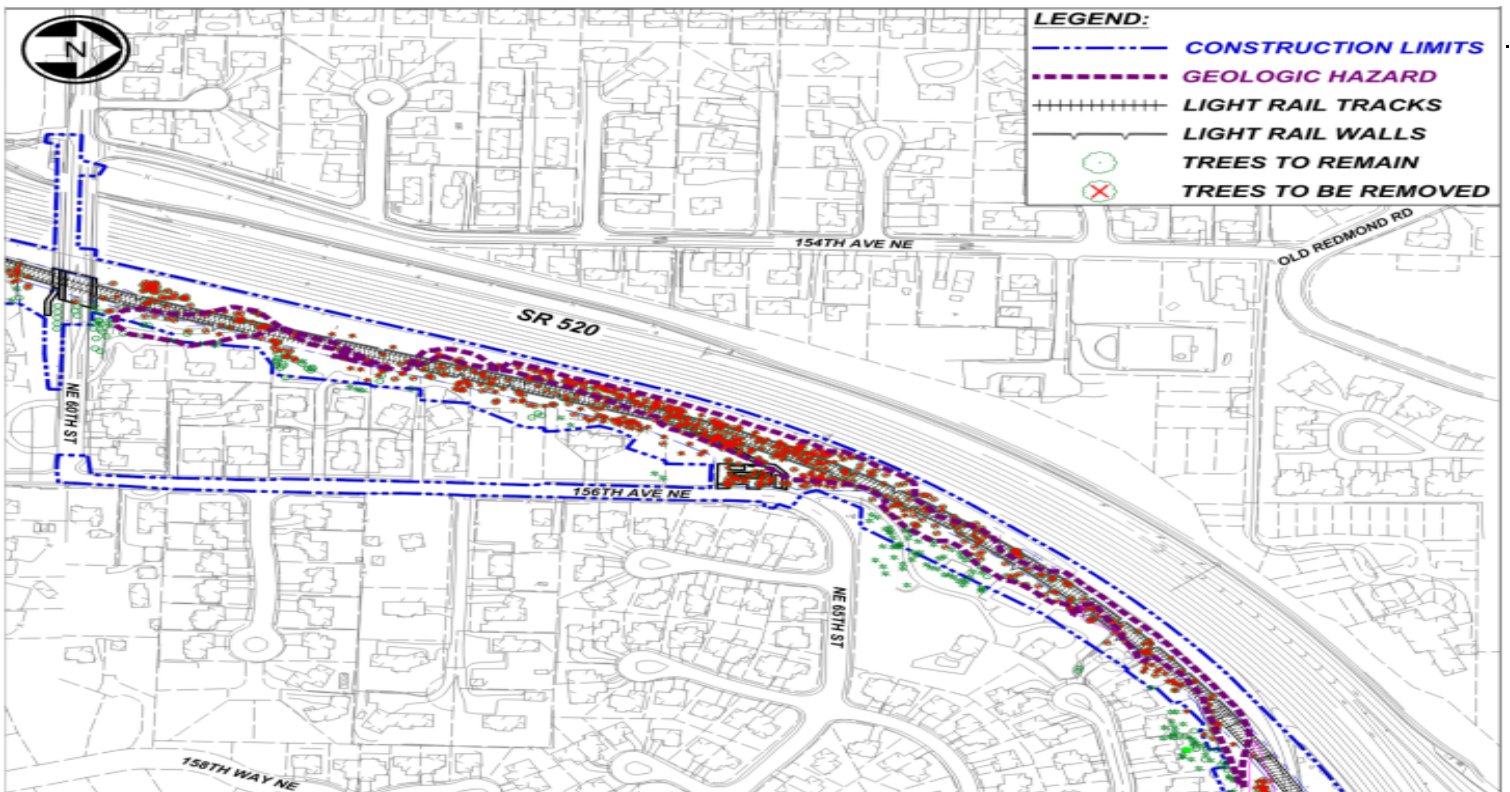 N
LEGEND:
CONSTRUCTION LIMITS
GEOLOGIC HAZARD
LIGHT RAIL TRACKS
LIGHT RAIL WALLS
TREES TO REMAIN
TREES TO BE REMOVED
154TH AVE NE
OLD REDMOND RD
SR 520
NE 60TH ST
156TH AVE NE
NE 65TH ST
158TH WAY NE